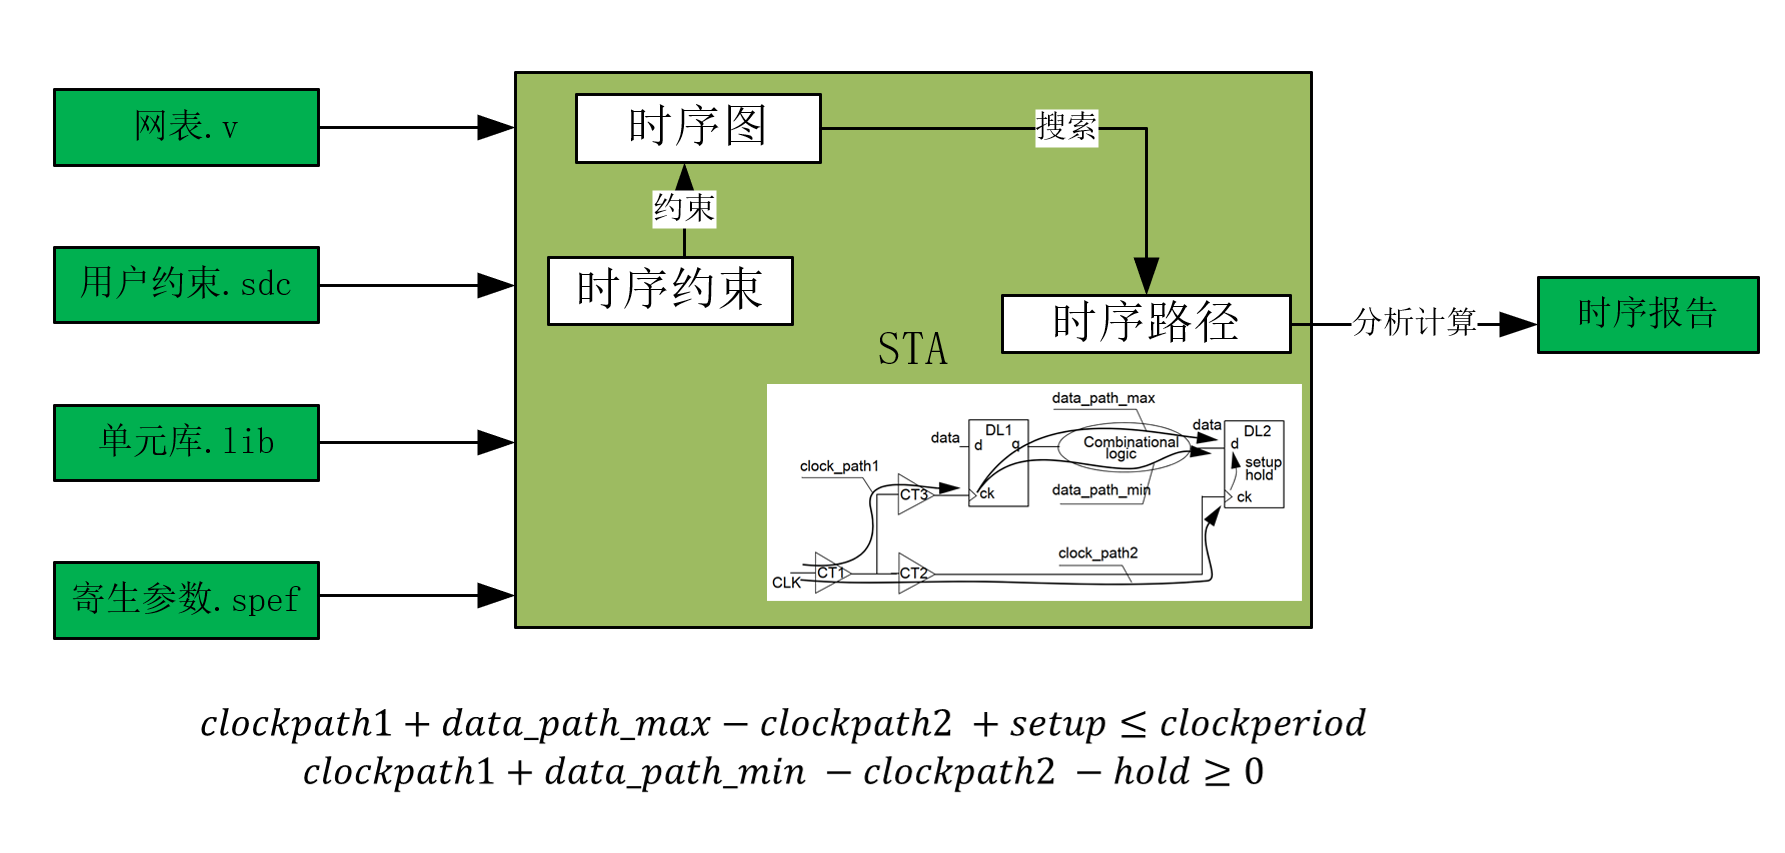 网表.v
用户约束.sdc
单元库.lib
寄生参数.spef
时序图
搜索
约束
时序约束
时序路径
STA
分析计算
时序报告
data_path_max
DL1
data
d
q
Combinational
logic
data
DL2
d
setup
hold
ck
clock_path1
CT3
ck
data_path_min
clock_path2
CLK
CT1
CT2
clockpath1 + data_path_max − clockpath2 + setup ≤ clockperiod
clockpath1 + data_path_min − clockpath2 − hold ≥ 0